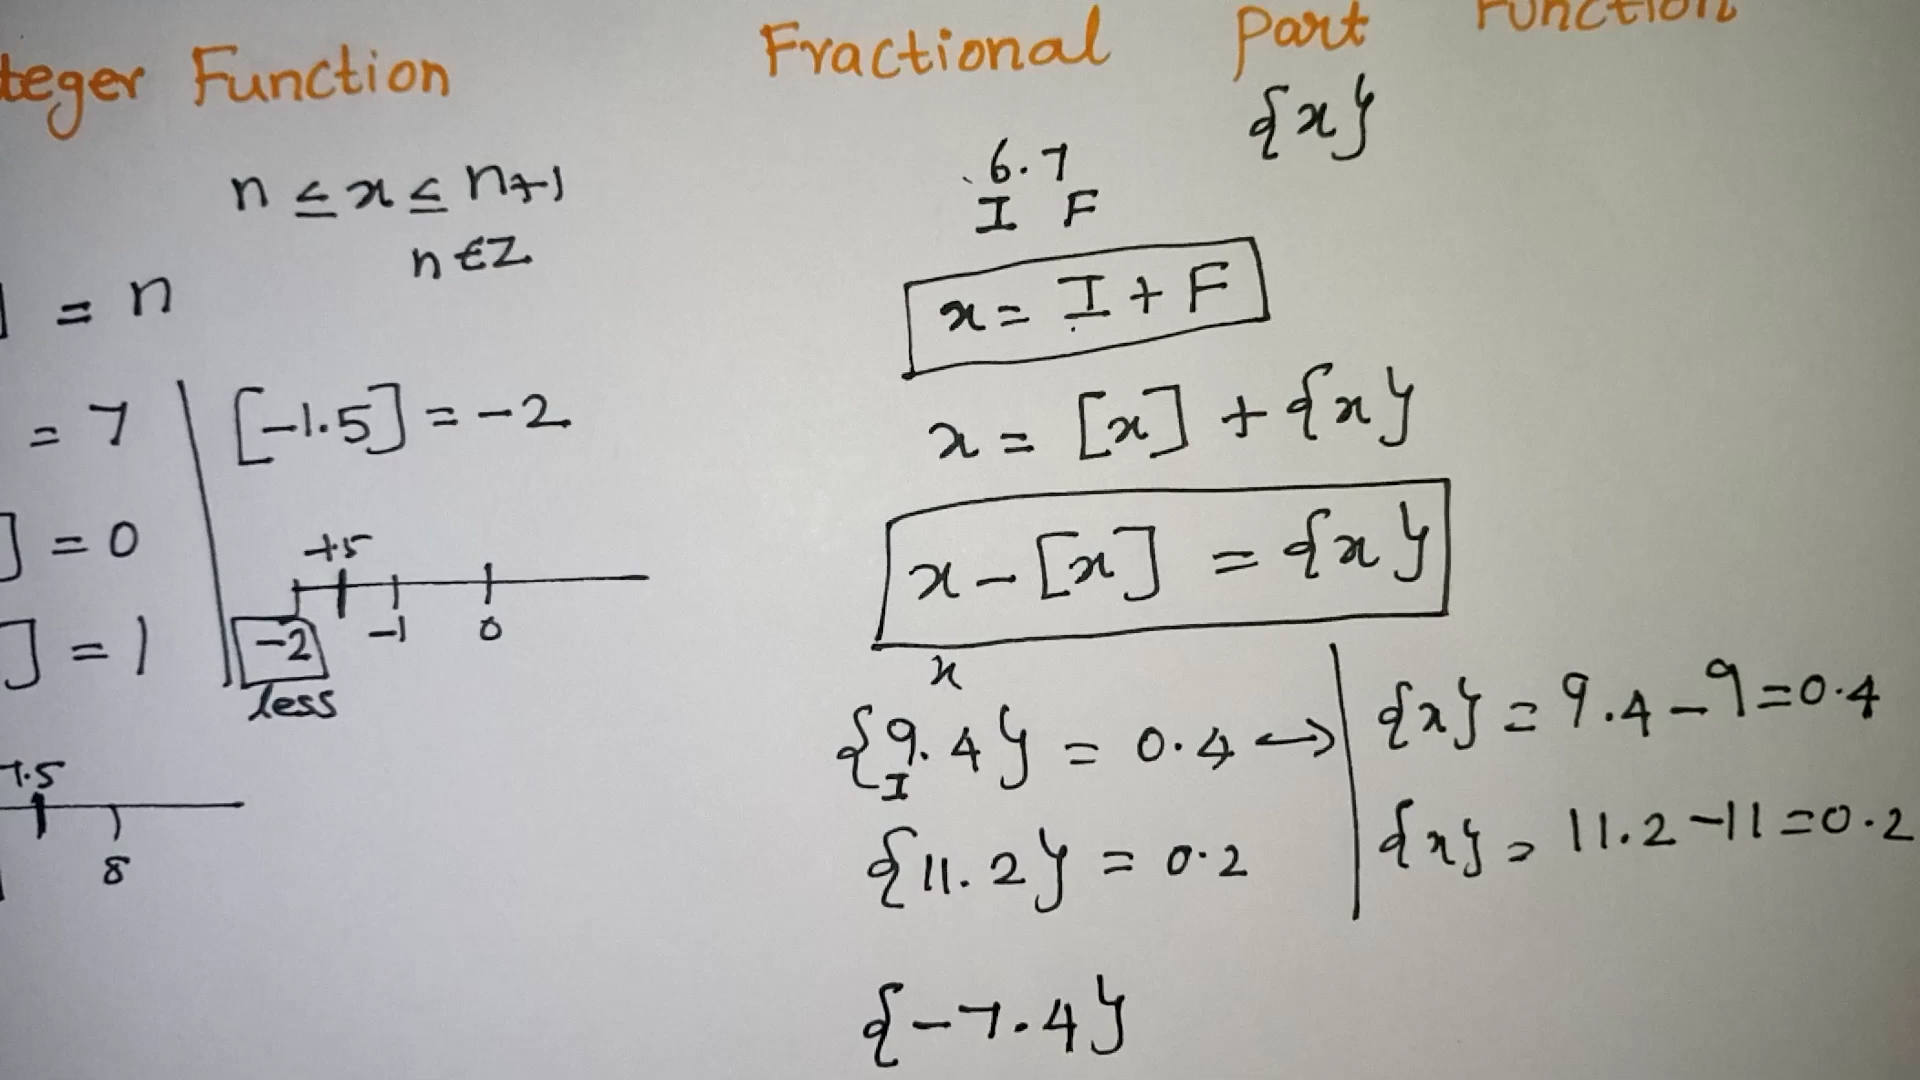 teger Function
n ≤ x ≤ n+1
n ∈ Z
] = n
= 7
[-1.5] = -2
] = 0
-2
-1
0
] = 1
less
7.5
8
Fractional Part Function
{x}
6.7
I F
x = I + F
x = [x] + {x}
x - [x] = {x}
x
{9.4} = 0.4 →
I
{x} = 9.4 - 9 = 0.4
{11.2} = 0.2
{x} = 11.2 - 11 = 0.2
{-7.4}